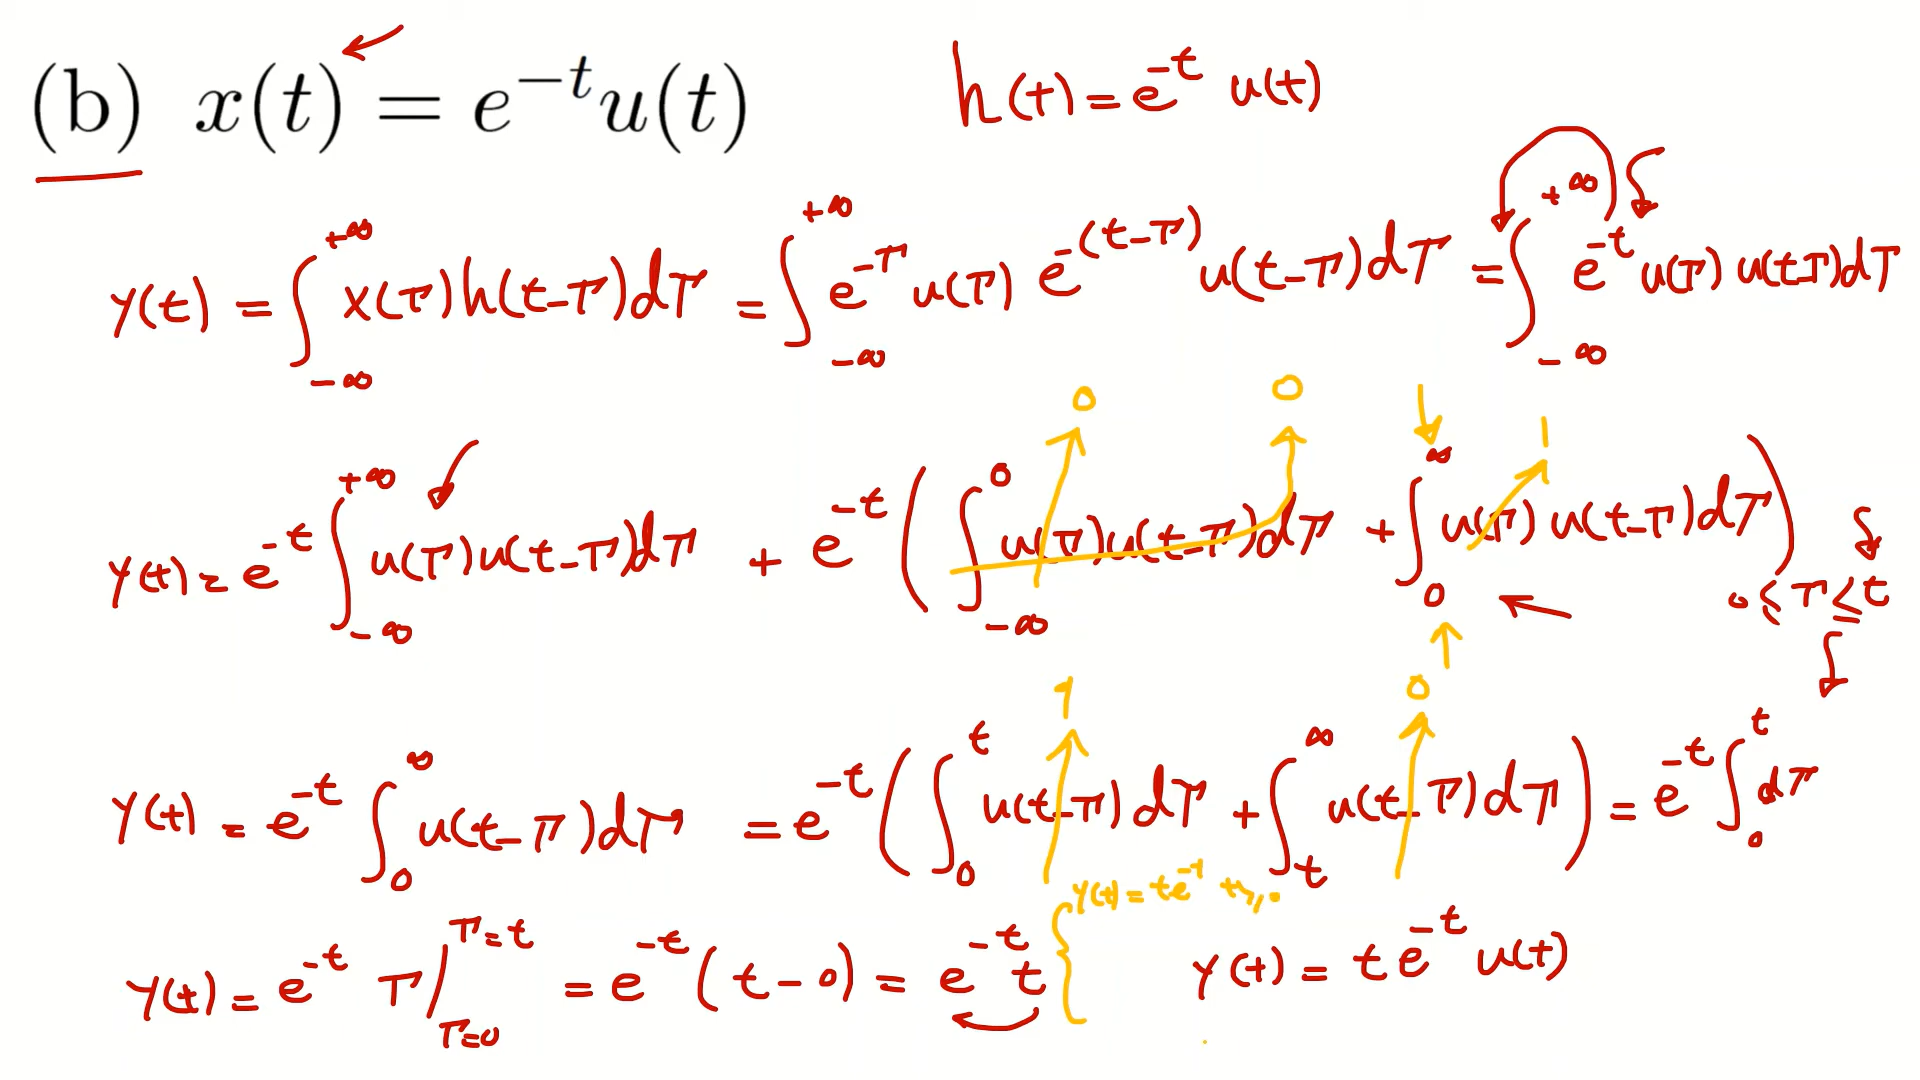 (b) x(t) = e^{-t}u(t)    h(t) = e^{-t} u(t)
y(t) = ∫_{-∞}^{+∞} x(τ)h(t-τ)dτ = ∫_{-∞}^{+∞} e^{-τ} u(τ) e^{-(t-τ)} u(t-τ)dτ = ∫_{-∞}^{+∞} e^{-t} u(τ) u(t-τ)dτ
0 0 1
y(t) = e^{-t} ∫_{-∞}^{+∞} u(τ)u(t-τ)dτ + e^{-t} ( ∫_{-∞}^{0} u(τ)u(t-τ)dτ + ∫_{0}^{∞} u(τ) u(t-τ)dτ ) 0 ≤ τ ≤ t
1 0
y(t) = e^{-t} ∫_{0}^{∞} u(t-τ)dτ = e^{-t} ( ∫_{0}^{t} u(t-τ) dτ + ∫_{t}^{∞} u(t-τ)dτ ) = e^{-t} ∫_{0}^{t} dτ
y(t) = te^{-1} t≥0
y(t) = e^{-t} τ |_{τ=0}^{τ=t} = e^{-t} (t-0) = e^{-t} t { y(t) = t e^{-t} u(t)